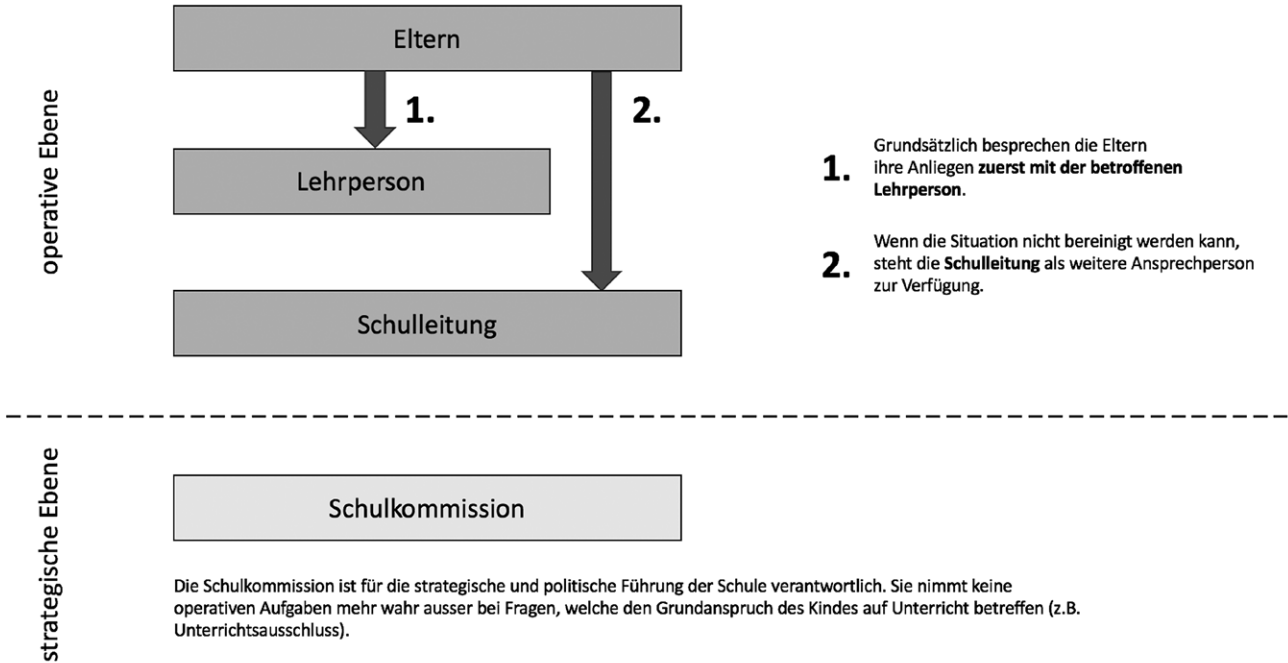 operative Ebene
Eltern
1.
2.
Lehrperson
Schulleitung
1.
Grundsätzlich besprechen die Eltern
ihre Anliegen zuerst mit der betroffenen
Lehrperson.
2.
Wenn die Situation nicht bereinigt werden kann,
steht die Schulleitung als weitere Ansprechperson
zur Verfügung.
strategische Ebene
Schulkommission
Die Schulkommission ist für die strategische und politische Führung der Schule verantwortlich. Sie nimmt keine
operativen Aufgaben mehr wahr ausser bei Fragen, welche den Grundanspruch des Kindes auf Unterricht betreffen (z.B.
Unterrichtsausschluss).